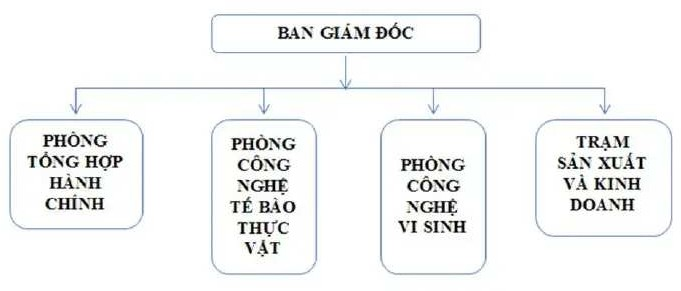 BAN GIÁM ĐỐC
PHÒNG
TỔNG HỢP
HÀNH
CHÍNH
PHÒNG
CÔNG
NGHỆ
TẾ BÀO
THỰC
VẬT
PHÒNG
CÔNG
NGHỆ
VI SINH
TRẠM
SẢN XUẤT
VÀ KINH
DOANH